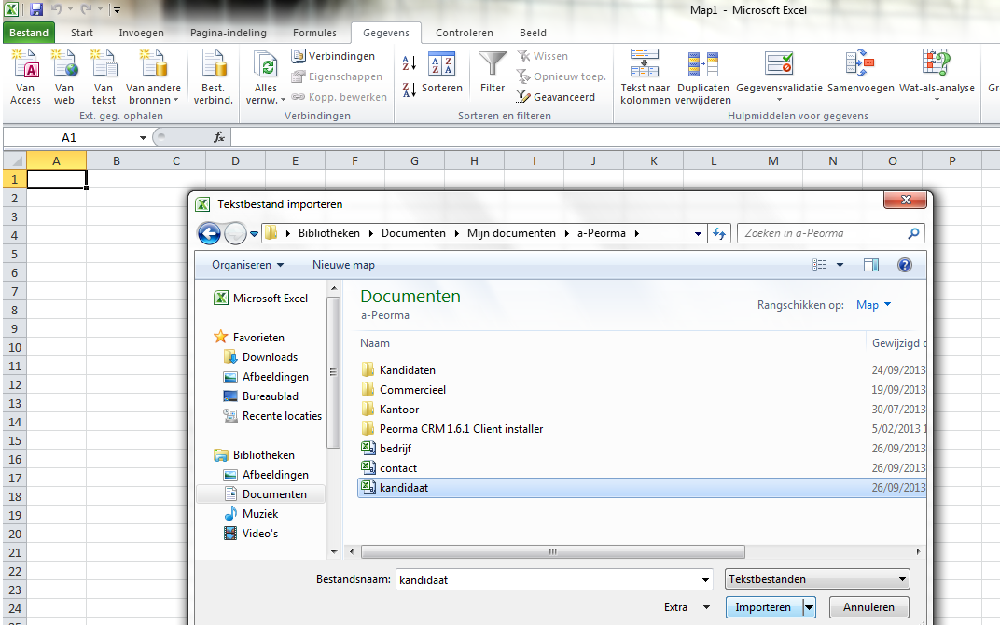 Map1 - Microsoft Excel
Bestand Start Invoegen Pagina-indeling Formules Gegevens Controleren Beeld
Van Access
Van web
Van tekst
Van andere bronnen
Best. verbind.
Alles vernw.
Verbindingen
Eigenschappen
Kopp. bewerken
Sorteren
Filter
Wissen
Opnieuw toep.
Geavanceerd
Tekst naar kolommen
Duplicaten verwijderen
Gegevensvalidatie
Samenvoegen
Wat-als-analyse
Gr
Ext. geg. ophalen
Verbindingen
Sorteren en filteren
Hulpmiddelen voor gegevens
A1
fx
A B C D E F G H I J K L M N O P
1
2
3
4
5
6
7
8
9
10
11
12
13
14
15
16
17
18
19
20
21
22
23
24
Tekstbestand importeren
Bibliotheken Documenten Mijn documenten a-Peorma
Zoeken in a-Peorma
Organiseren Nieuwe map
Microsoft Excel
Favorieten
Downloads
Afbeeldingen
Bureaublad
Recente locaties
Bibliotheken
Afbeeldingen
Documenten
Muziek
Video's
Documenten
a-Peorma
Rangschikken op: Map
Naam Gewijzigd
Kandidaten 24/09/2013
Commercieel 19/09/2013
Kantoor 30/07/2013
Peorma CRM 1.6.1 Client installer 5/02/2013 1
bedrijf 26/09/2013
contact 26/09/2013
kandidaat 26/09/2013
Bestandsnaam: kandidaat Tekstbestanden
Extra Importeren Annuleren